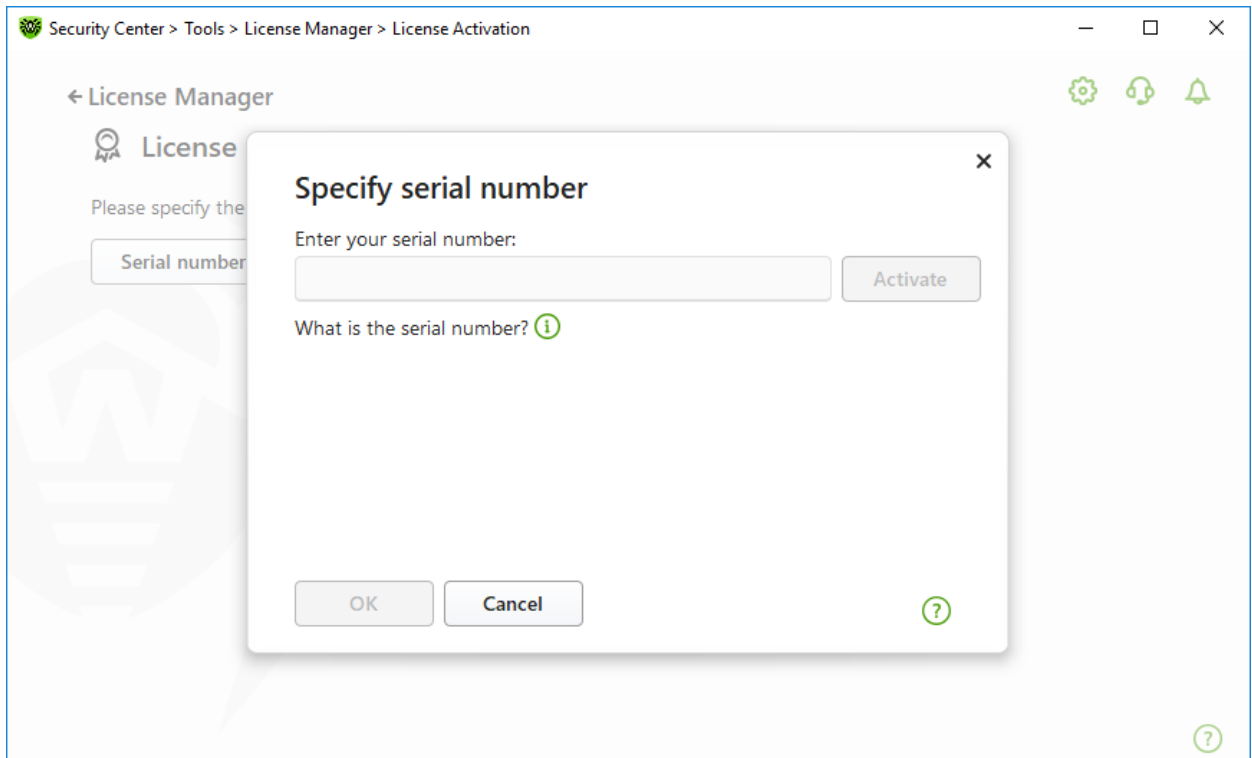 Security Center > Tools > License Manager > License Activation
License Manager
License
Please specify the
Serial number
Specify serial number
Enter your serial number:
Activate
What is the serial number?
OK
Cancel